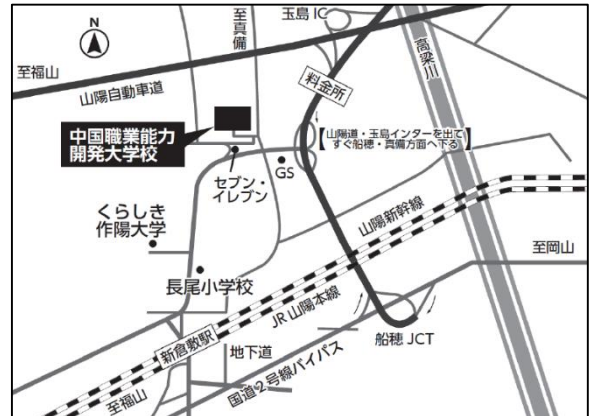 N
至真備
玉島IC
高梁川
至福山
山陽自動車道
料金所
中国職業能力
開発大学校
【山陽道・玉島インターを出て
すぐ船穂・真備方面へ下る】
セブン・
イレブン
GS
くらしき
作陽大学
山陽新幹線
至岡山
長尾小学校
JR山陽本線
新倉敷駅
地下道
船穂JCT
至福山
国道2号線バイパス